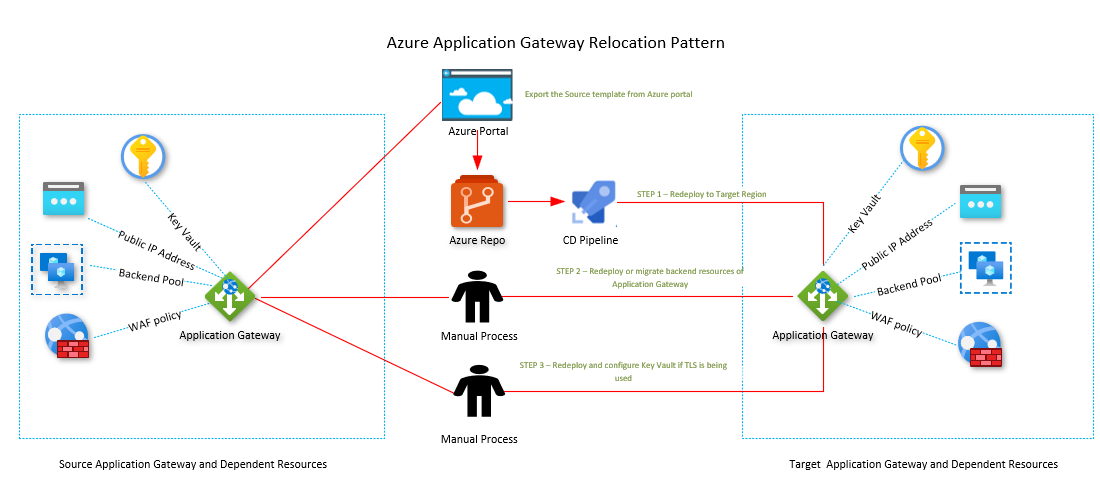 Azure Application Gateway Relocation Pattern
Export the Source template from Azure portal
Azure Portal
Key Vault
Public IP Address
Backend Pool
WAF policy
Application Gateway
Azure Repo
CD Pipeline
STEP 1 – Redeploy to Target Region
STEP 2 – Redeploy or migrate backend resources of
Application Gateway
Manual Process
STEP 3 – Redeploy and configure Key Vault if TLS is being
used
Manual Process
Key Vault
Public IP Address
Backend Pool
WAF policy
Application Gateway
Source Application Gateway and Dependent Resources
Target Application Gateway and Dependent Resources